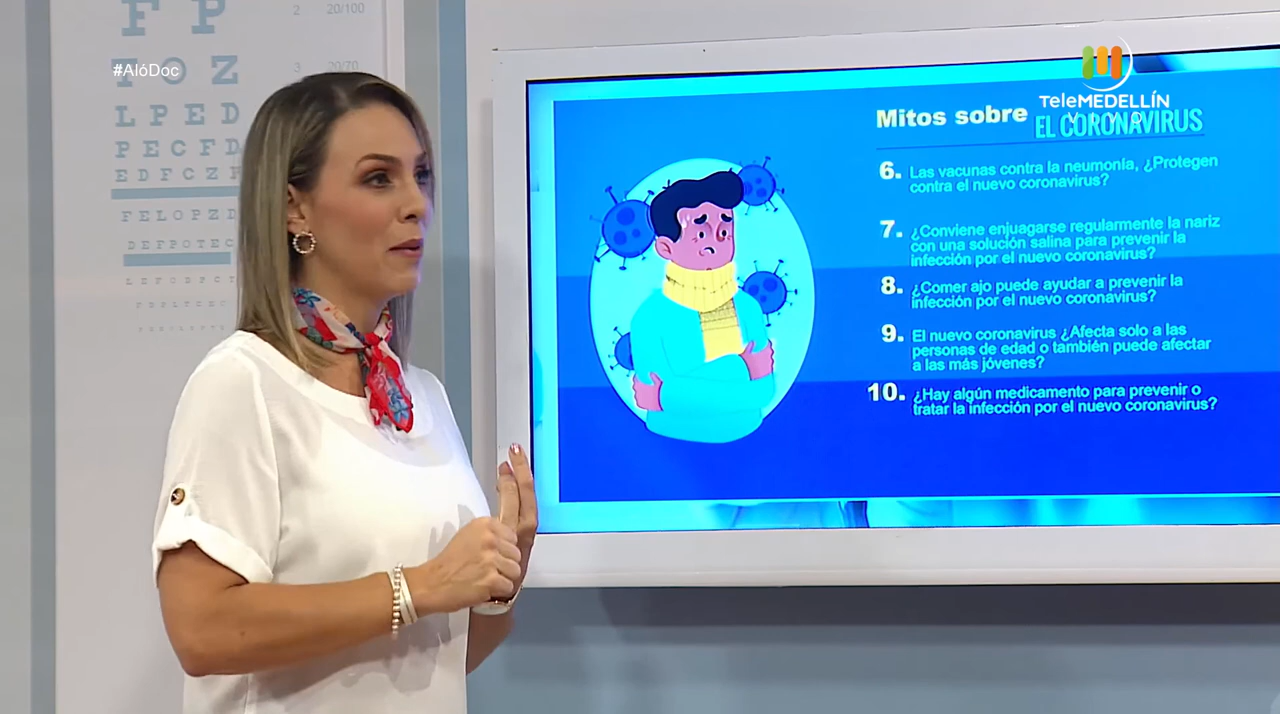 F P
2 20/100
#AlóDoc
T O Z
3 20/70
L P E D
P E C F D
E D F C Z P
F E L O P Z D
D E F P O T E C
L E F O D P C T
TeleMEDELLÍN
VIVO
Mitos sobre
EL CORONAVIRUS
6. Las vacunas contra la neumonía, ¿Protegen
contra el nuevo coronavirus?
7. ¿Conviene enjuagarse regularmente la nariz
con una solución salina para prevenir la
infección por el nuevo coronavirus?
8. ¿Comer ajo puede ayudar a prevenir la
infección por el nuevo coronavirus?
9. El nuevo coronavirus ¿Afecta solo a las
personas de edad o también puede afectar
a las más jóvenes?
10. ¿Hay algún medicamento para prevenir o
tratar la infección por el nuevo coronavirus?